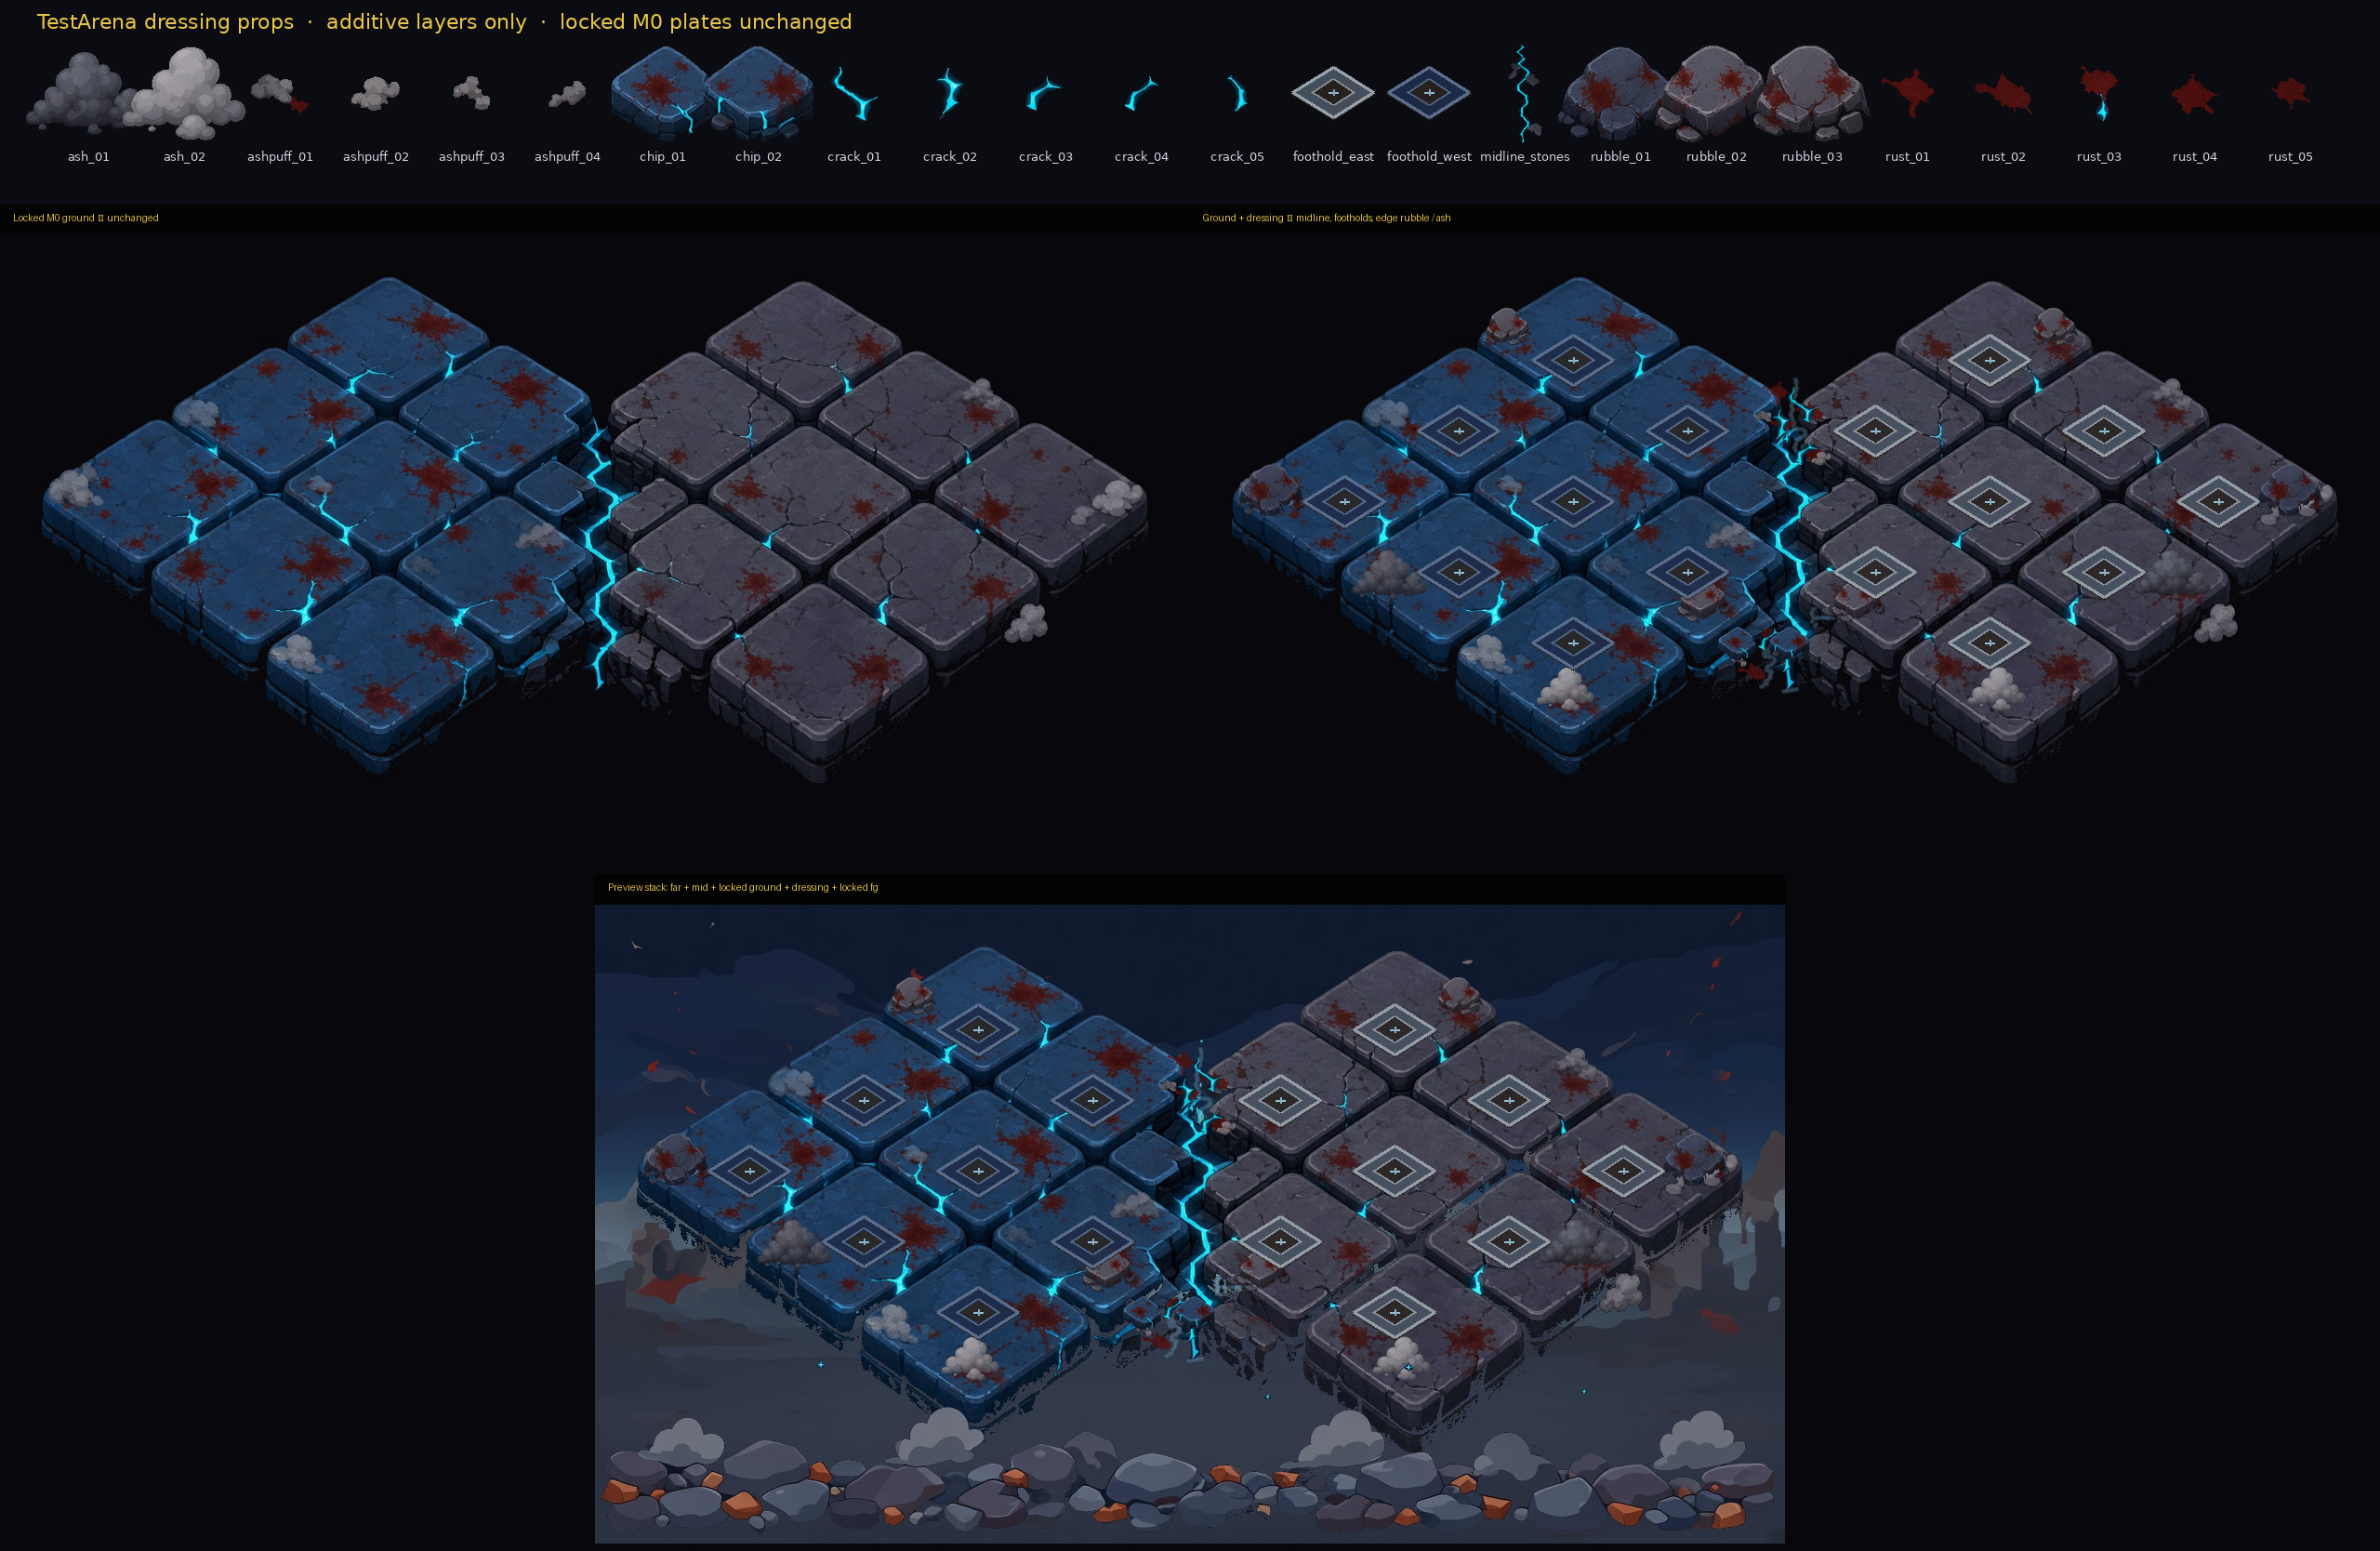 TestArena dressing props · additive layers only · locked M0 plates unchanged
ash_01 ash_02 ashpuff_01 ashpuff_02 ashpuff_03 ashpuff_04 chip_01 chip_02 crack_01 crack_02 crack_03 crack_04 crack_05 foothold_east foothold_west midline_stones rubble_01 rubble_02 rubble_03 rust_01 rust_02 rust_03 rust_04 rust_05
Locked M0 ground □ unchanged
Ground + dressing □ midline, footholds, edge rubble / ash
Preview stack: far + mid + locked ground + dressing + locked fg